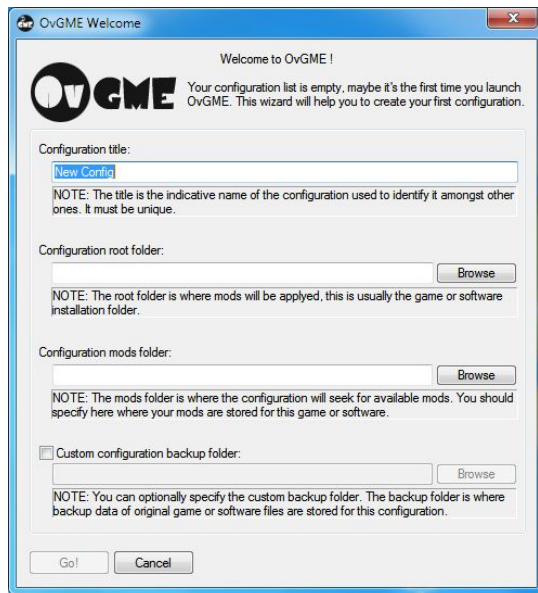 OvGME Welcome
Welcome to OvGME !
OvGME
Your configuration list is empty, maybe it's the first time you launch
OvGME. This wizard will help you to create your first configuration.
Configuration title:
New Config
NOTE: The title is the indicative name of the configuration used to identify it amongst other
ones. It must be unique.
Configuration root folder:
Browse
NOTE: The root folder is where mods will be applyed, this is usually the game or software
installation folder.
Configuration mods folder:
Browse
NOTE: The mods folder is where the configuration will seek for available mods. You should
specify here where your mods are stored for this game or software.
Custom configuration backup folder:
Browse
NOTE: You can optionally specify the custom backup folder. The backup folder is where
backup data of original game or software files are stored for this configuration.
Go! Cancel